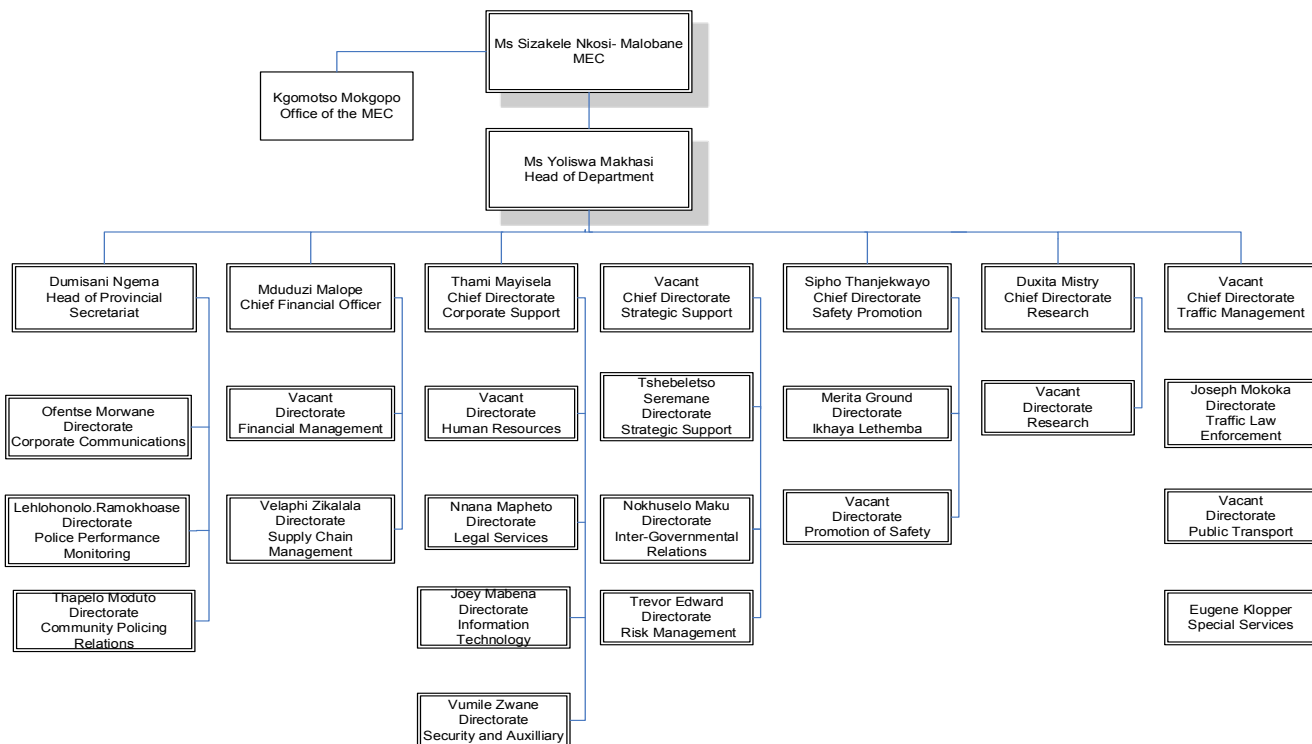 Ms Sizakele Nkosi- Malobane
MEC
Kgomotso Mokgopo
Office of the MEC
Ms Yoliswa Makhasi
Head of Department
Dumisani Ngema
Head of Provincial
Secretariat
Mduduzi Malope
Chief Financial Officer
Thami Mayisela
Chief Directorate
Corporate Support
Vacant
Chief Directorate
Strategic Support
Sipho Thanjekwayo
Chief Directorate
Safety Promotion
Duxita Mistry
Chief Directorate
Research
Vacant
Chief Directorate
Traffic Management
Ofentse Morwane
Directorate
Corporate Communications
Vacant
Directorate
Financial Management
Vacant
Directorate
Human Resources
Tshebeletso
Seremane
Directorate
Strategic Support
Merita Ground
Directorate
Ikhaya Lethemba
Vacant
Directorate
Research
Joseph Mokoka
Directorate
Traffic Law
Enforcement
Lehlohonolo.Ramokhoase
Directorate
Police Performance
Monitoring
Velaphi Zikalala
Directorate
Supply Chain
Management
Nnana Mapheto
Directorate
Legal Services
Nokhuselo Maku
Directorate
Inter-Governmental
Relations
Vacant
Directorate
Promotion of Safety
Vacant
Directorate
Public Transport
Thapelo Moduto
Directorate
Community Policing
Relations
Joey Mabena
Directorate
Information
Technology
Trevor Edward
Directorate
Risk Management
Eugene Klopper
Special Services
Vumile Zwane
Directorate
Security and Auxilliary